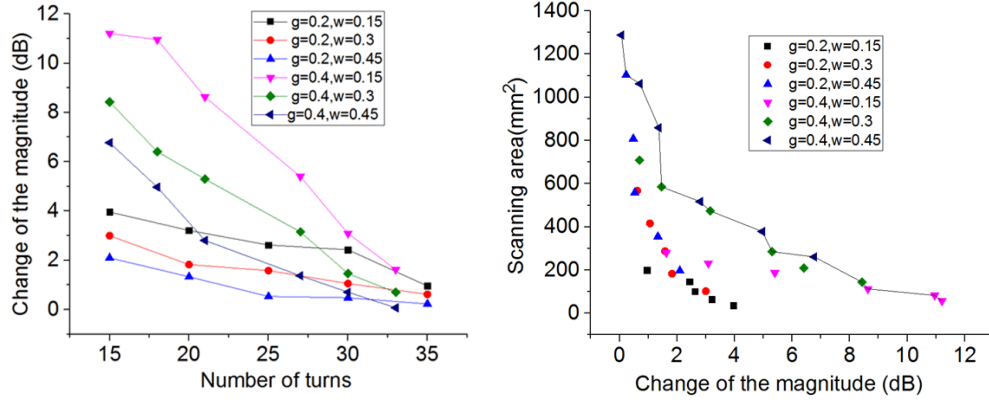 12
10
8
6
4
2
0
Change of the magnitude (dB)
g=0.2,w=0.15
g=0.2,w=0.3
g=0.2,w=0.45
g=0.4,w=0.15
g=0.4,w=0.3
g=0.4,w=0.45
15 20 25 30 35
Number of turns
1400
1200
1000
800
600
400
200
0
Scanning area(mm²)
g=0.2,w=0.15
g=0.2,w=0.3
g=0.2,w=0.45
g=0.4,w=0.15
g=0.4,w=0.3
g=0.4,w=0.45
0 2 4 6 8 10 12
Change of the magnitude (dB)